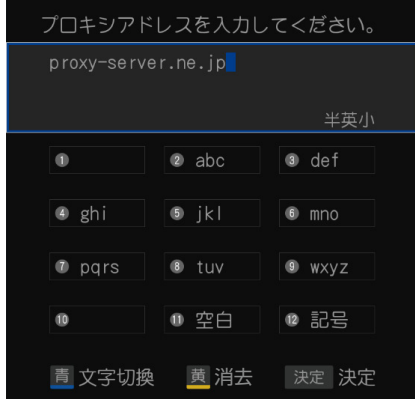 プロキシアドレスを入力してください。
proxy-server.ne.jp
半英小
① ② abc ③ def
④ ghi ⑤ jkl ⑥ mno
⑦ pqrs ⑧ tuv ⑨ wxyz
⑩ ⑪ 空白 ⑫ 記号
青 文字切換 黄 消去 決定 決定